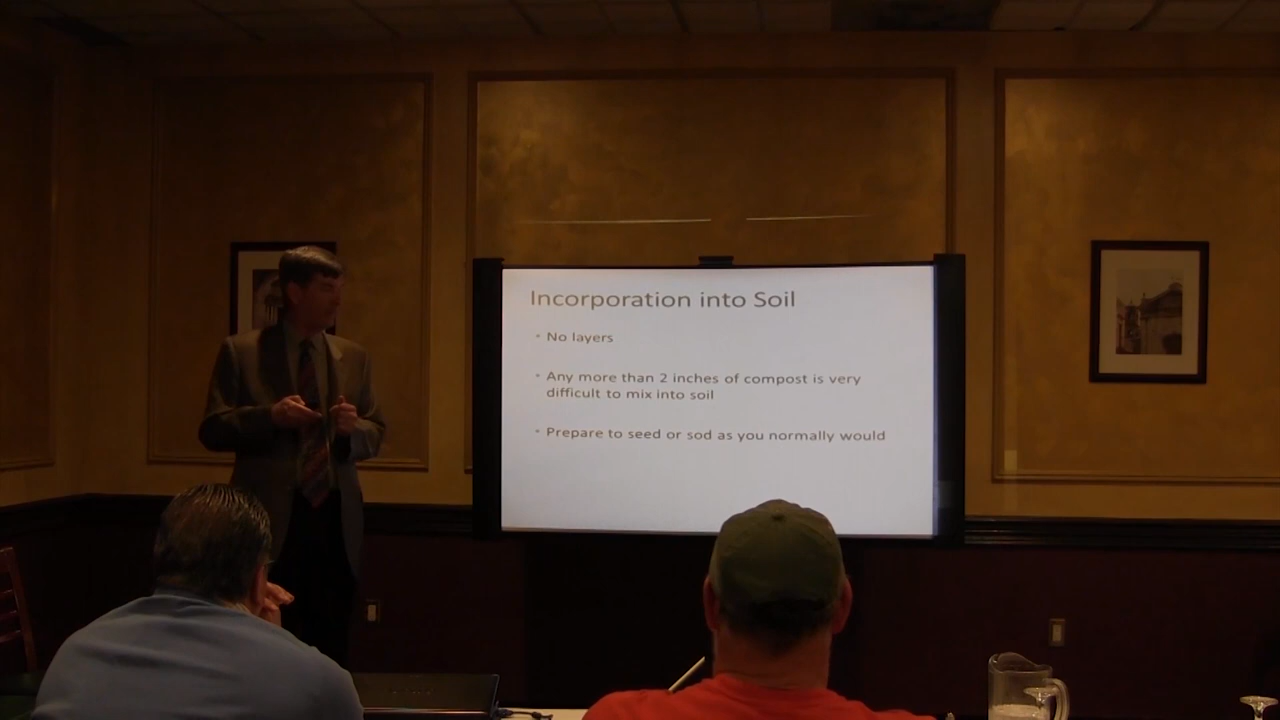 Incorporation into Soil
• No layers
• Any more than 2 inches of compost is very
difficult to mix into soil
• Prepare to seed or sod as you normally would